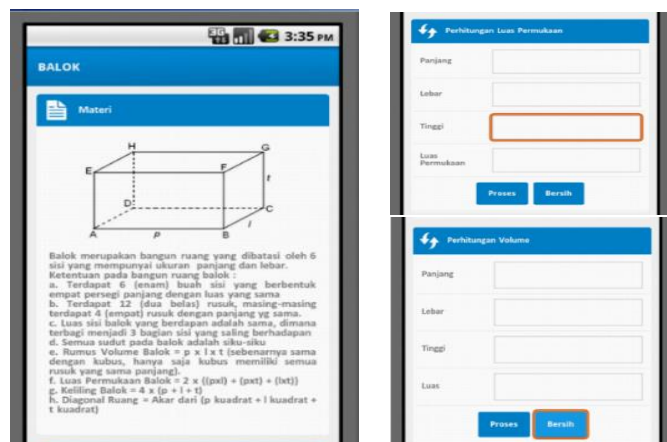 3G
3:35 PM
BALOK
Materi
H
G
E
F
t
D
C
l
A
p
B
Balok merupakan bangun ruang yang dibatasi oleh 6
sisi yang mempunyai ukuran panjang dan lebar.
Ketentuan pada bangun ruang balok :
a. Terdapat 6 (enam) buah sisi yang berbentuk
empat persegi panjang dengan luas yang sama
b. Terdapat 12 (dua belas) rusuk, masing-masing
terdapat 4 (empat) rusuk dengan panjang yg sama.
c. Luas sisi balok yang berdapan adalah sama, dimana
terbagi menjadi 3 bagian sisi yang saling berhadapan
d. Semua sudut pada balok adalah siku-siku
e. Rumus Volume Balok = p x l x t (sebenarnya sama
dengan kubus, hanya saja kubus memiliki semua
rusuk yang sama panjang).
f. Luas Permukaan Balok = 2 x {(pxl) + (pxt) + (lxt)}
g. Keliling Balok = 4 x (p + l + t)
h. Diagonal Ruang = Akar dari (p kuadrat + l kuadrat +
t kuadrat)
Perhitungan Luas Permukaan
Panjang
Lebar
Tinggi
Luas
Permukaan
Proses
Bersih
Perhitungan Volume
Panjang
Lebar
Tinggi
Luas
Proses
Bersih